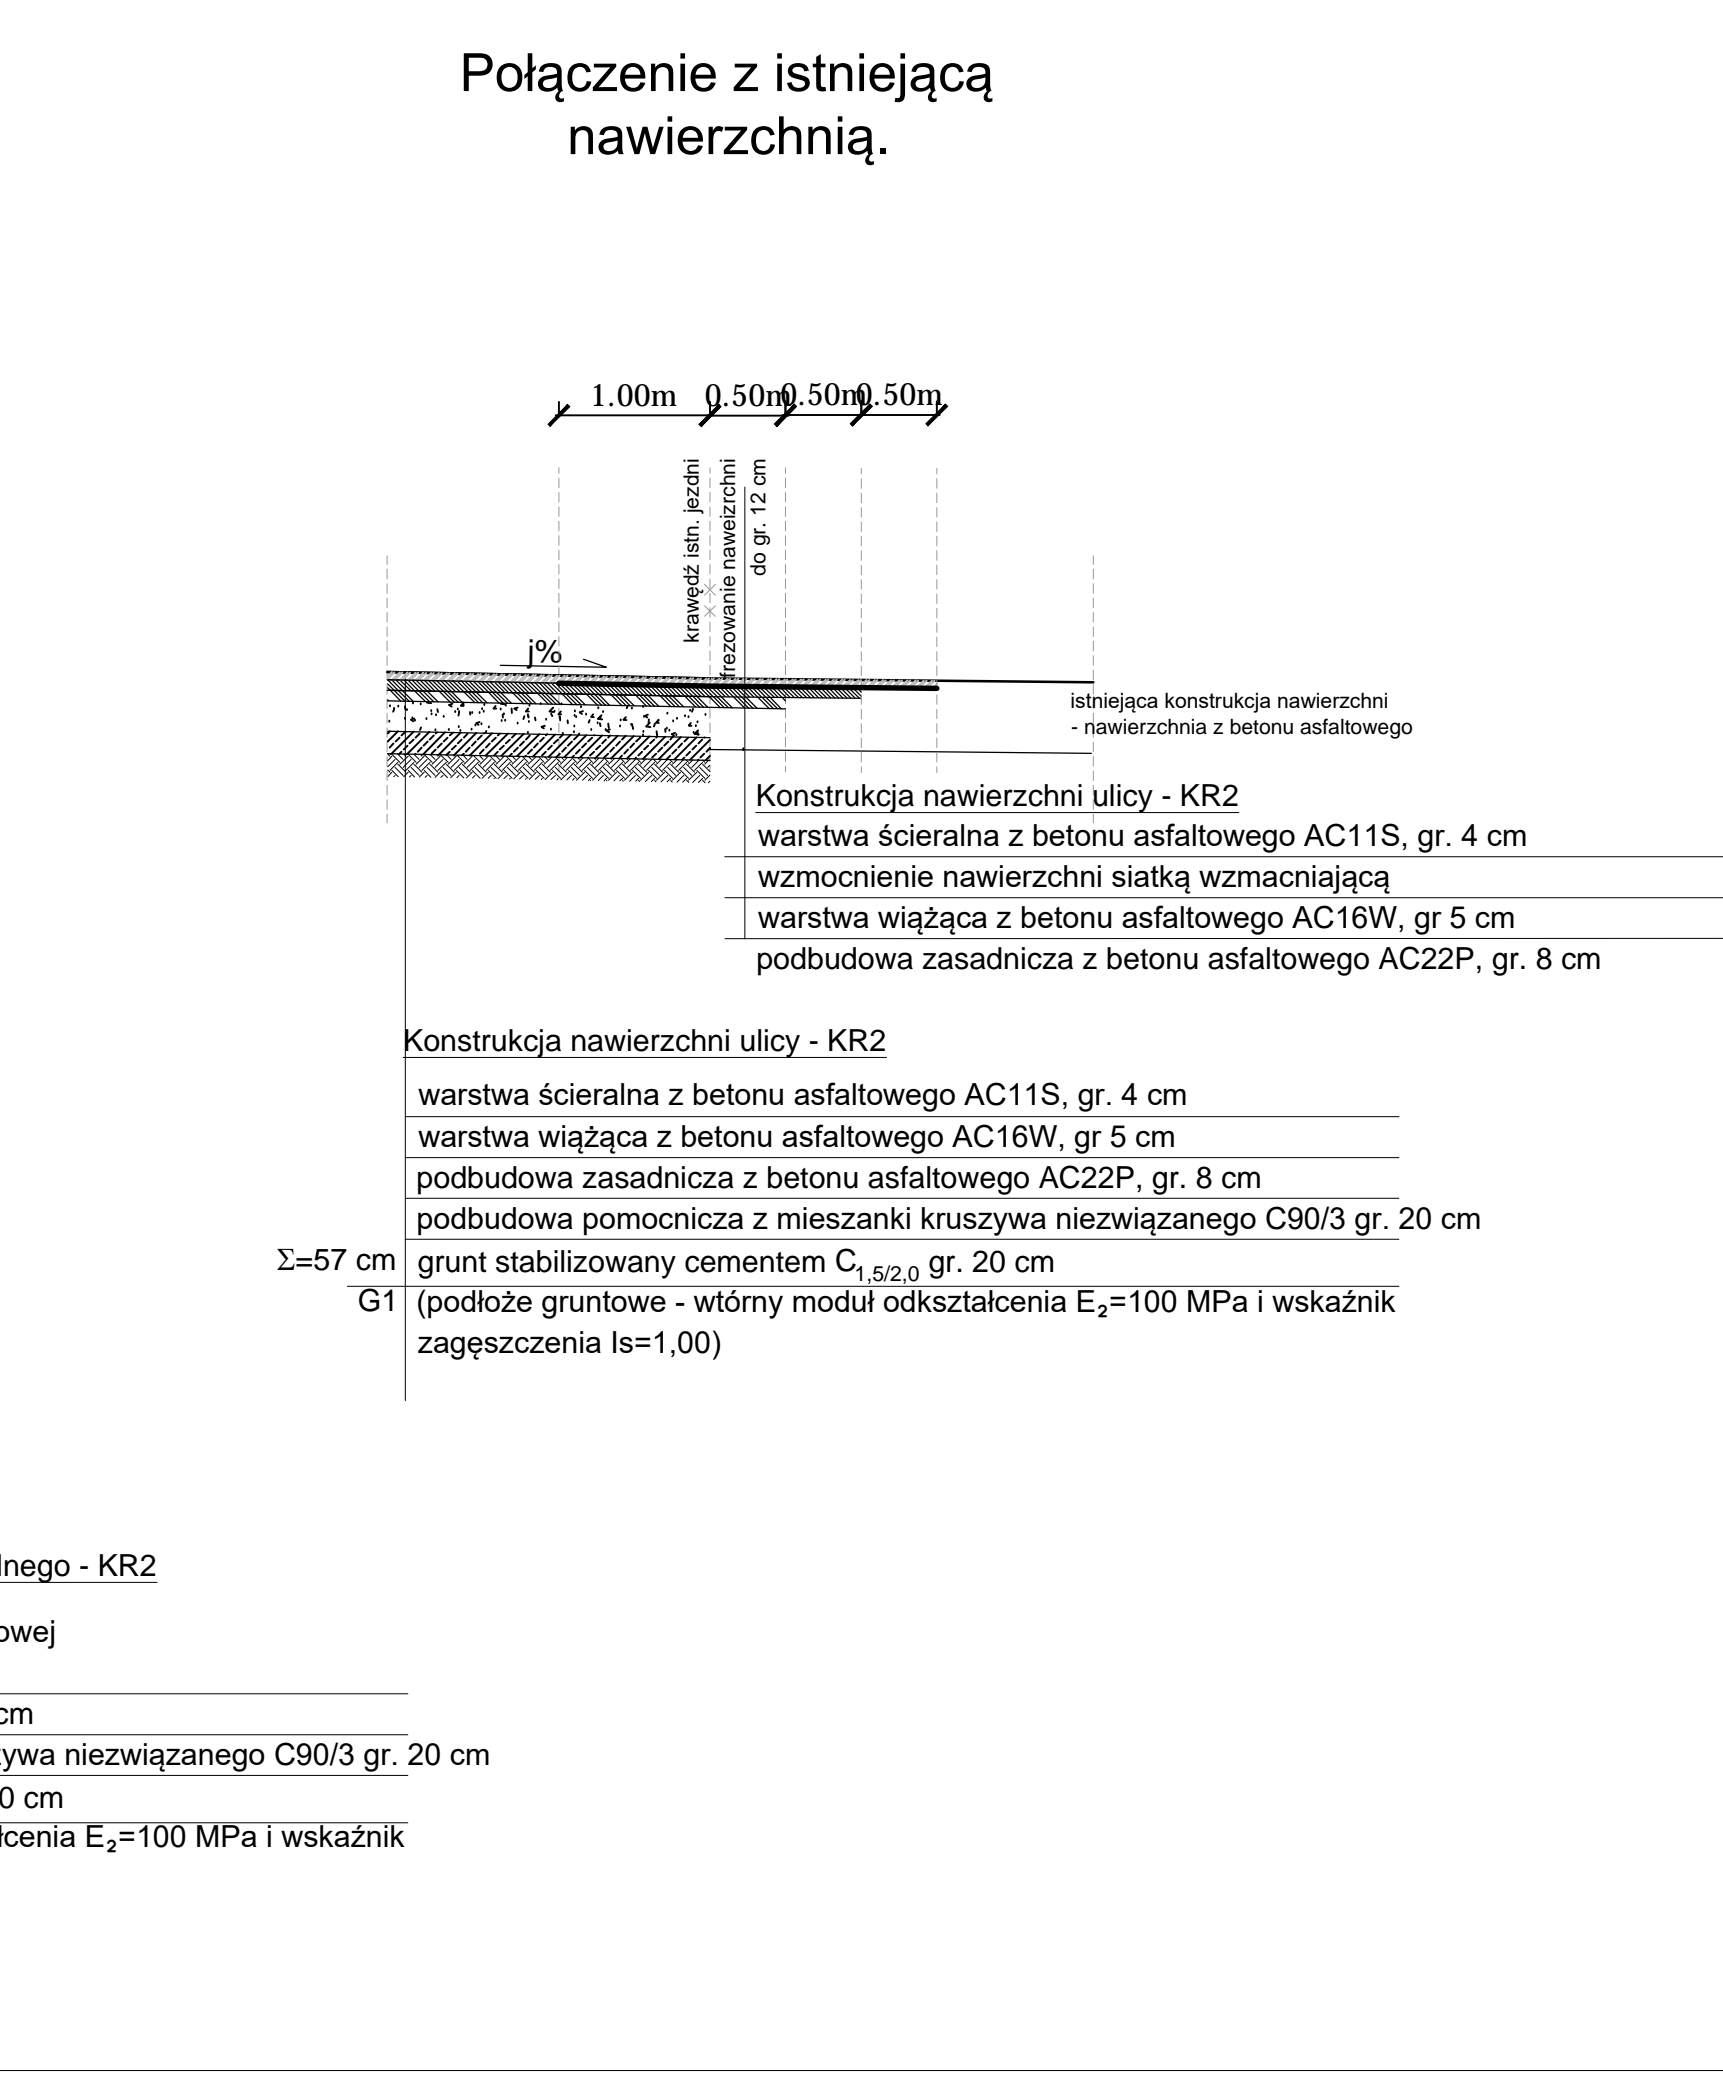 Połączenie z istniejącą
nawierzchnią.
1.00m 0.50m 0.50m 0.50m
krawędź istn. jezdni
frezowanie naweizrchni
do gr. 12 cm
j%
istniejąca konstrukcja nawierzchni
- nawierzchnia z betonu asfaltowego
Konstrukcja nawierzchni ulicy - KR2
warstwa ścieralna z betonu asfaltowego AC11S, gr. 4 cm
wzmocnienie nawierzchni siatką wzmacniającą
warstwa wiążąca z betonu asfaltowego AC16W, gr 5 cm
podbudowa zasadnicza z betonu asfaltowego AC22P, gr. 8 cm
Konstrukcja nawierzchni ulicy - KR2
warstwa ścieralna z betonu asfaltowego AC11S, gr. 4 cm
warstwa wiążąca z betonu asfaltowego AC16W, gr 5 cm
podbudowa zasadnicza z betonu asfaltowego AC22P, gr. 8 cm
podbudowa pomocnicza z mieszanki kruszywa niezwiązanego C90/3 gr. 20 cm
Σ=57 cm grunt stabilizowany cementem C1,5/2,0 gr. 20 cm
G1 (podłoże gruntowe - wtórny moduł odkształcenia E₂=100 MPa i wskaźnik
zagęszczenia Is=1,00)
lnego - KR2
owej
cm
ywa niezwiązanego C90/3 gr. 20 cm
0 cm
łcenia E₂=100 MPa i wskaźnik